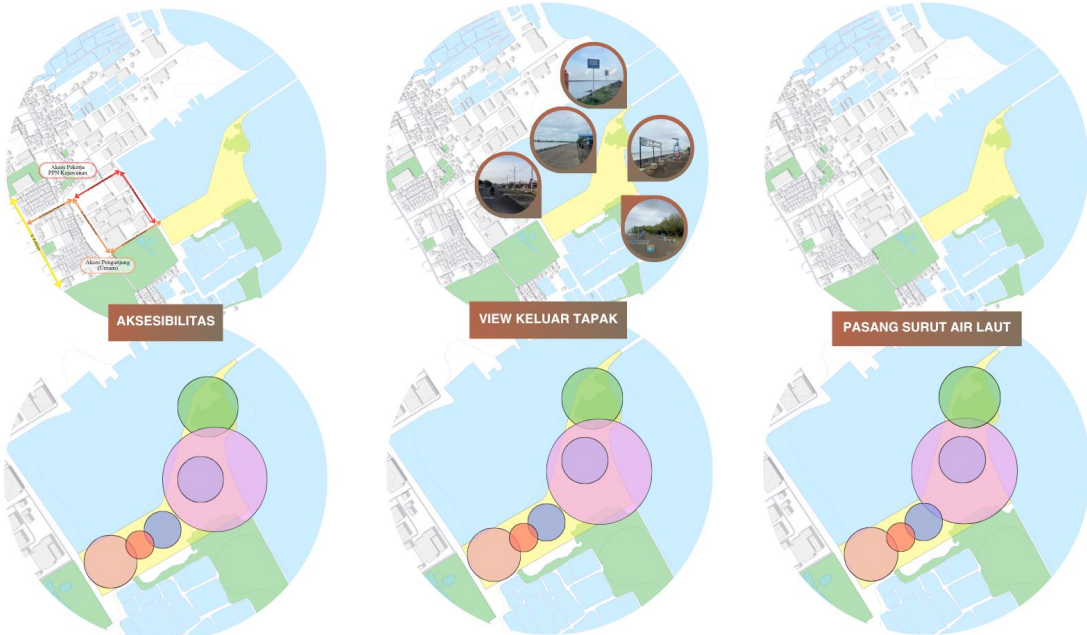 Akses Pekerja
PPN Kejawanan
Akses Pengunjung
(Umum)
AKSESIBILITAS
VIEW KELUAR TAPAK
PASANG SURUT AIR LAUT